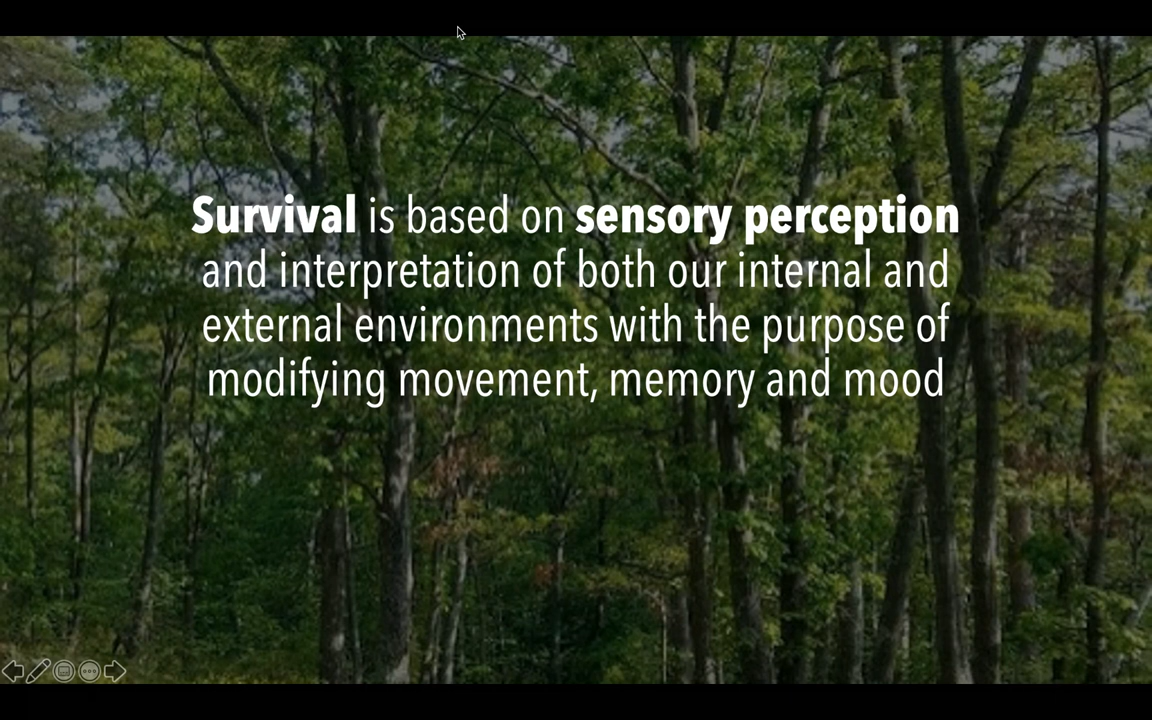 Survival is based on sensory perception
and interpretation of both our internal and
external environments with the purpose of
modifying movement, memory and mood